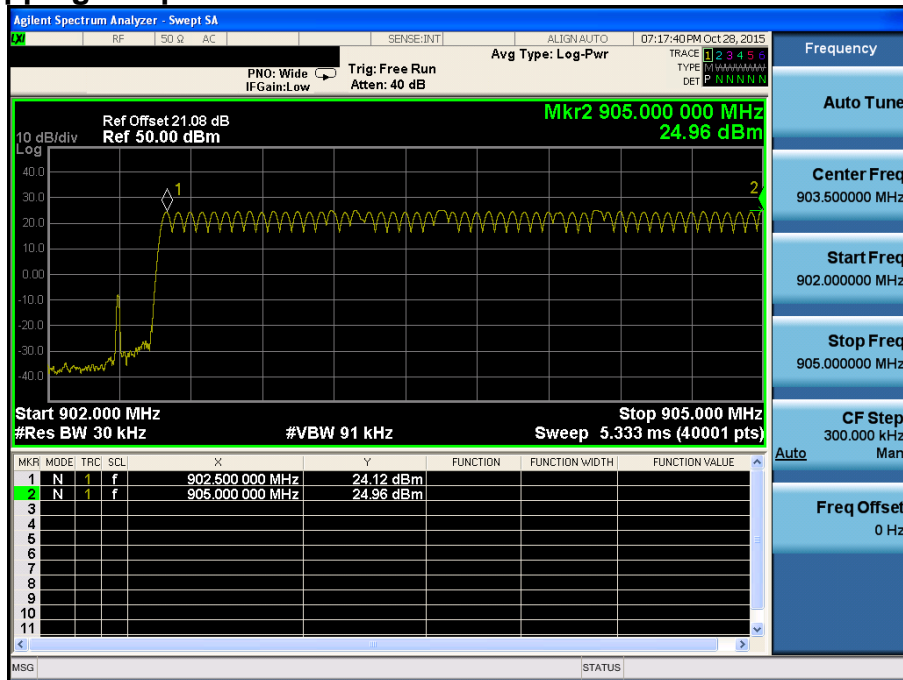 Agilent Spectrum Analyzer - Swept SA
LXI RF 50 Ω AC SENSE:INT ALIGN AUTO 07:17:40 PM Oct 28, 2015
PNO: Wide Trig: Free Run Avg Type: Log-Pwr TRACE 1 2 3 4 5 6
IFGain:Low Atten: 40 dB TYPE MWWWWW
DET P N N N N N
Mkr2 905.000 000 MHz
24.96 dBm
Ref Offset 21.08 dB
10 dB/div Ref 50.00 dBm
Log
40.0
30.0
20.0
10.0
0.00
-10.0
-20.0
-30.0
-40.0
1
2
Start 902.000 MHz Stop 905.000 MHz
#Res BW 30 kHz #VBW 91 kHz Sweep 5.333 ms (40001 pts)
MKR MODE TRC SCL X Y FUNCTION FUNCTION WIDTH FUNCTION VALUE
1 N 1 f 902.500 000 MHz 24.12 dBm
2 N 1 f 905.000 000 MHz 24.96 dBm
3
4
5
6
7
8
9
10
11
MSG STATUS
Frequency
Auto Tune
Center Freq
903.500000 MHz
Start Freq
902.000000 MHz
Stop Freq
905.000000 MHz
CF Step
300.000 kHz
Auto Man
Freq Offset
0 Hz